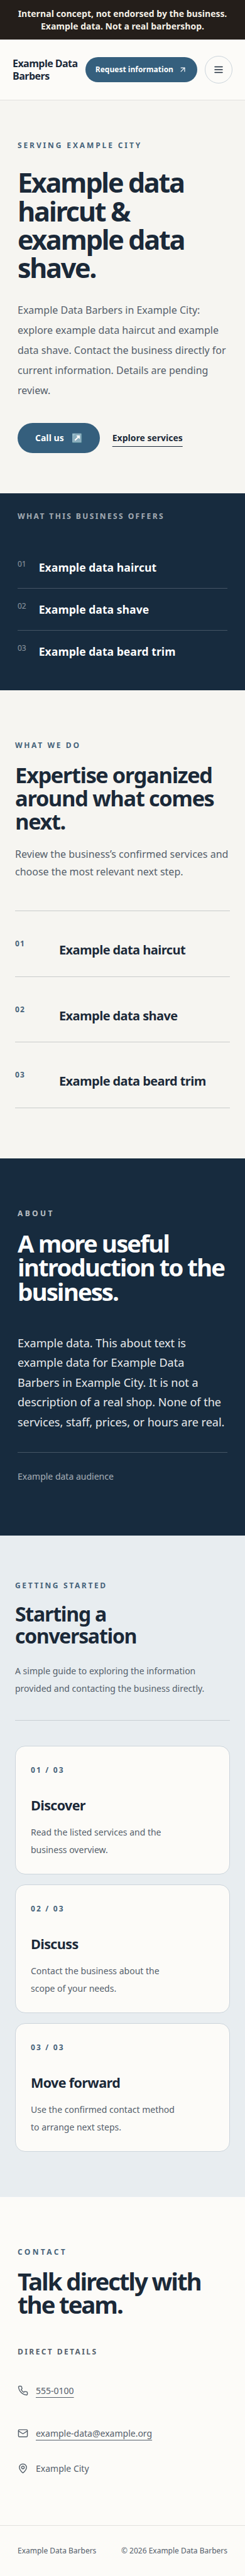 Internal concept, not endorsed by the business.
Example data. Not a real barbershop.
Example Data
Barbers
Request information
SERVING EXAMPLE CITY
Example data
haircut &
example data
shave.
Example Data Barbers in Example City:
explore example data haircut and example
data shave. Contact the business directly for
current information. Details are pending
review.
Call us
Explore services
WHAT THIS BUSINESS OFFERS
01 Example data haircut
02 Example data shave
03 Example data beard trim
WHAT WE DO
Expertise organized
around what comes
next.
Review the business’s confirmed services and
choose the most relevant next step.
01 Example data haircut
02 Example data shave
03 Example data beard trim
ABOUT
A more useful
introduction to the
business.
Example data. This about text is
example data for Example Data
Barbers in Example City. It is not a
description of a real shop. None of the
services, staff, prices, or hours are real.
Example data audience
GETTING STARTED
Starting a
conversation
A simple guide to exploring the information
provided and contacting the business directly.
01 / 03
Discover
Read the listed services and the
business overview.
02 / 03
Discuss
Contact the business about the
scope of your needs.
03 / 03
Move forward
Use the confirmed contact method
to arrange next steps.
CONTACT
Talk directly with
the team.
DIRECT DETAILS
555-0100
example-data@example.org
Example City
Example Data Barbers © 2026 Example Data Barbers